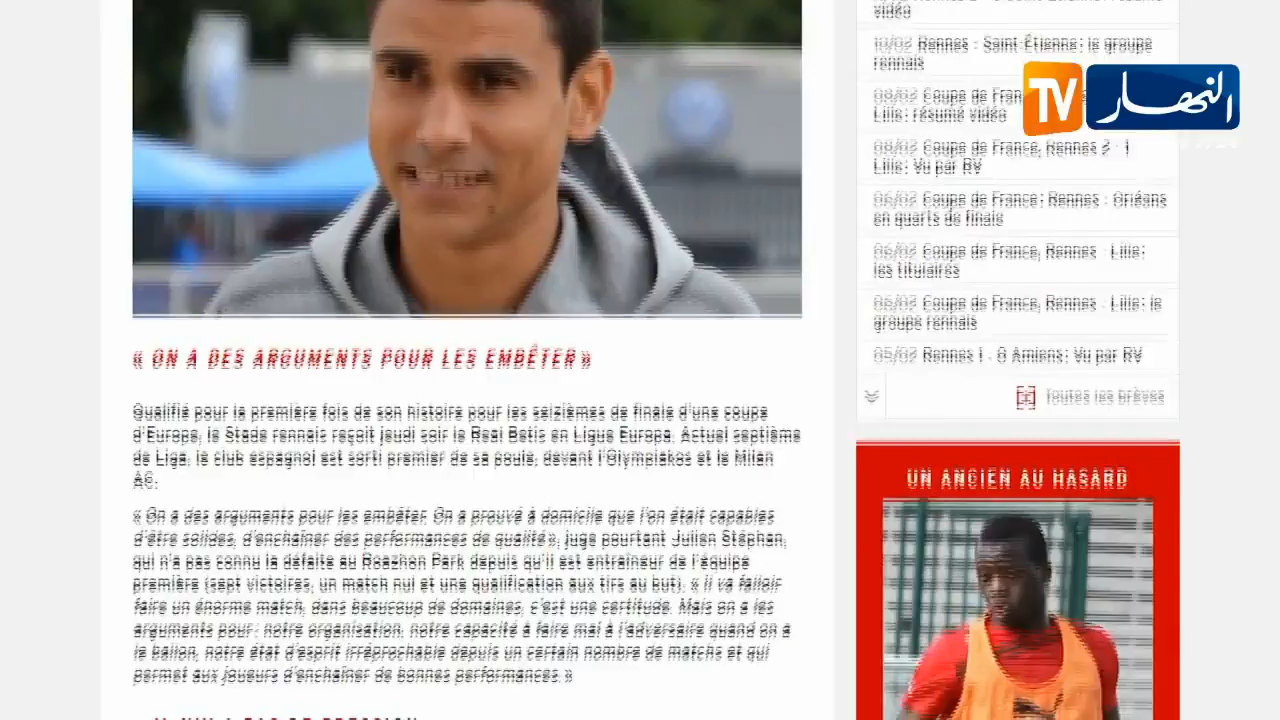 « ON A DES ARGUMENTS POUR LES EMBÊTER »
Qualifié pour la première fois de son histoire pour les seizièmes de finale d'une coupe
d'Europe, le Stade rennais reçoit jeudi soir le Real Betis en Ligue Europa. Actuel septième
de Liga, le club espagnol est sorti premier de sa poule, devant l'Olympiakos et le Milan
AC.
« On a des arguments pour les embêter. On a prouvé à domicile que l'on était capables
d'être solides, d'enchaîner des performances de qualité », juge pourtant Julien Stéphan,
qui n'a pas connu la défaite au Roazhon Park depuis qu'il est entraîneur de l'équipe
première (sept victoires, un match nul et une qualification aux tirs au but). « Il va falloir
faire un énorme match, dans beaucoup de domaines, c'est une certitude. Mais on a les
arguments pour : notre organisation, notre capacité à faire mal à l'adversaire quand on a
le ballon, notre état d'esprit irréprochable depuis un certain nombre de matchs et qui
permet aux joueurs d'enchaîner de bonnes performances. »
vidéo
10/02 Rennes - Saint-Étienne : le groupe
rennais
08/02 Coupe de France
Lille : résumé vidéo
08/02 Coupe de France, Rennes 2 - 1
Lille : Vu par RV
06/02 Coupe de France : Rennes - Orléans
en quarts de finale
06/02 Coupe de France, Rennes - Lille :
les titulaires
05/02 Coupe de France, Rennes - Lille : le
groupe rennais
05/02 Rennes 1 - 0 Amiens : Vu par RV
Toutes les brèves
UN ANCIEN AU HASARD
TV النهار